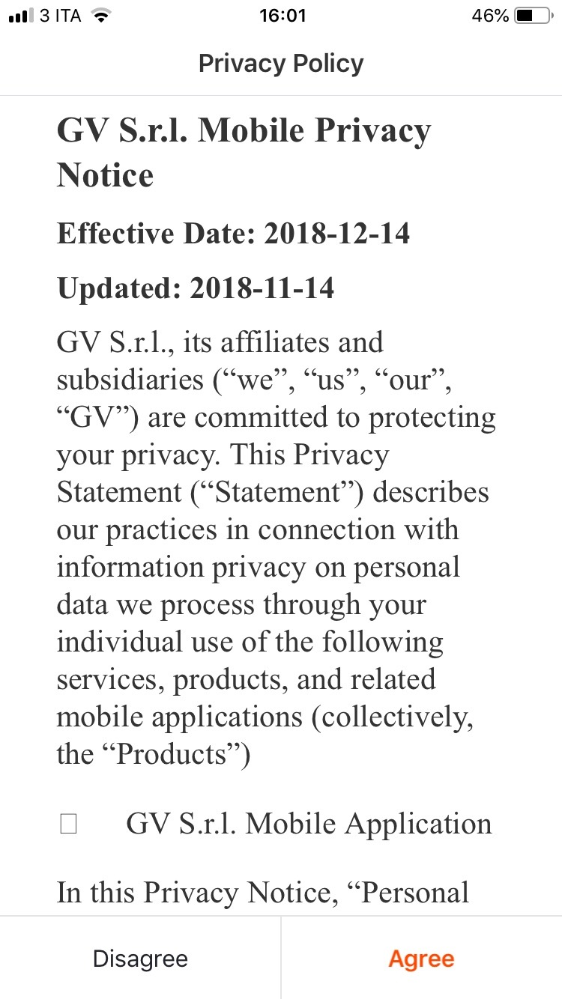 3 ITA 16:01 46%
Privacy Policy
GV S.r.l. Mobile Privacy
Notice
Effective Date: 2018-12-14
Updated: 2018-11-14
GV S.r.l., its affiliates and
subsidiaries (“we”, “us”, “our”,
“GV”) are committed to protecting
your privacy. This Privacy
Statement (“Statement”) describes
our practices in connection with
information privacy on personal
data we process through your
individual use of the following
services, products, and related
mobile applications (collectively,
the “Products”)
GV S.r.l. Mobile Application
In this Privacy Notice, “Personal
Disagree Agree